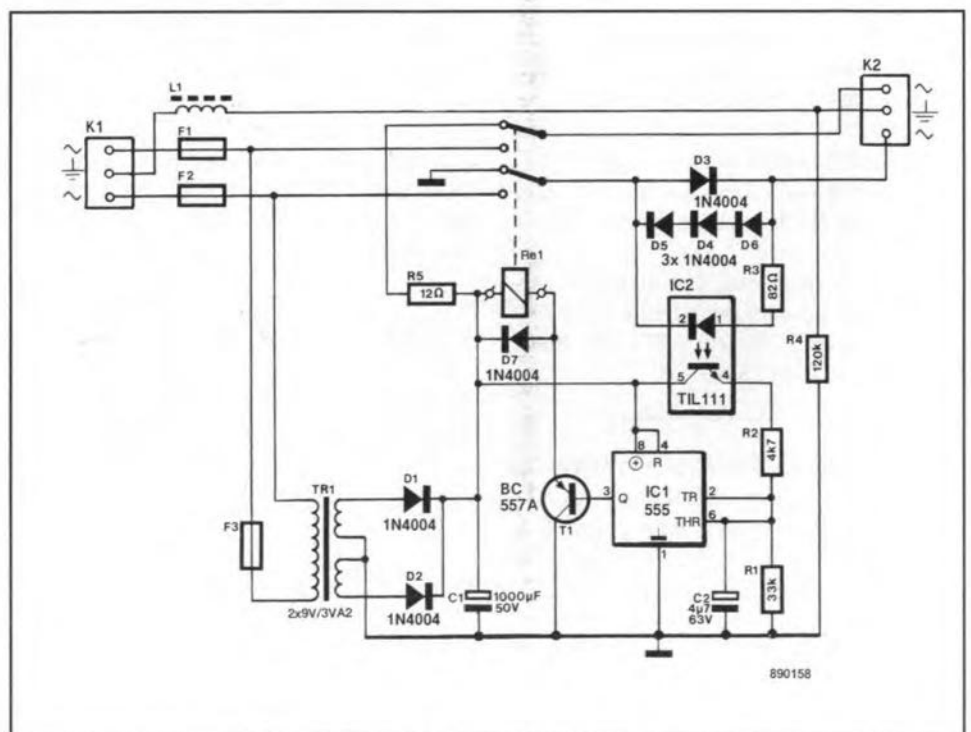 L1
K1
F1
F2
K2
D3
1N4004
D5 D4 D6
3x 1N4004
R3
82Ω
IC2
2 1
5 4
TIL111
R4
120k
Re1
R5
12Ω
D7
1N4004
R2
4k7
8 4
R
BC
557A
T1
3 Q
IC1
555
TR 2
THR 6
1
R1
33k
F3
TR1
D1
1N4004
D2
1N4004
2x9V/3VA2
C1
1000µF
50V
C2
4µ7
63V
890158